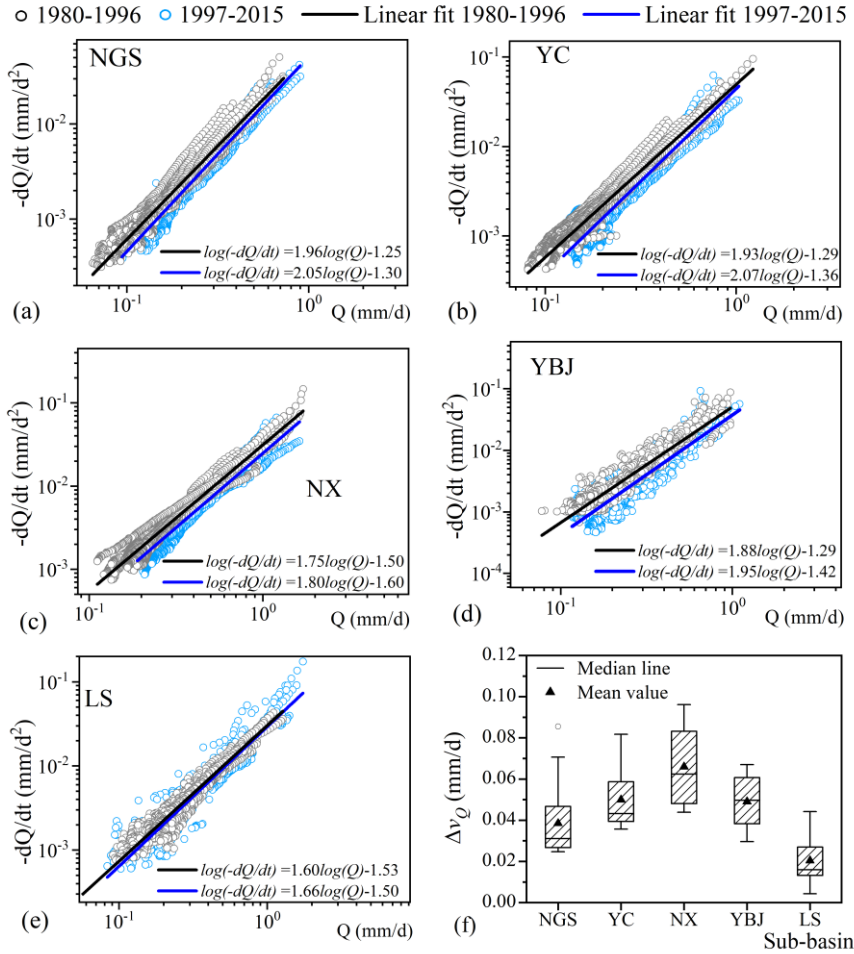 1980-1996 1997-2015 Linear fit 1980-1996 Linear fit 1997-2015
NGS
-dQ/dt (mm/d²)
10⁻²
10⁻³
log(-dQ/dt) =1.96log(Q)-1.25
log(-dQ/dt) =2.05log(Q)-1.30
10⁻¹ 10⁰
(a) Q (mm/d)
YC
-dQ/dt (mm/d²)
10⁻¹
10⁻²
10⁻³
log(-dQ/dt) =1.93log(Q)-1.29
log(-dQ/dt) =2.07log(Q)-1.36
10⁻¹ 10⁰
(b) Q (mm/d)
NX
-dQ/dt (mm/d²)
10⁻¹
10⁻²
10⁻³
log(-dQ/dt) =1.75log(Q)-1.50
log(-dQ/dt) =1.80log(Q)-1.60
10⁻¹ 10⁰
(c) Q (mm/d)
YBJ
-dQ/dt (mm/d²)
10⁻¹
10⁻²
10⁻³
10⁻⁴
log(-dQ/dt) =1.88log(Q)-1.29
log(-dQ/dt) =1.95log(Q)-1.42
10⁻¹ 10⁰
(d) Q (mm/d)
LS
-dQ/dt (mm/d²)
10⁻¹
10⁻²
10⁻³
log(-dQ/dt) =1.60log(Q)-1.53
log(-dQ/dt) =1.66log(Q)-1.50
10⁻¹ 10⁰
(e) Q (mm/d)
Median line
Mean value
Δν_Q (mm/d)
0.12
0.10
0.08
0.06
0.04
0.02
0.00
NGS YC NX YBJ LS
(f) Sub-basin